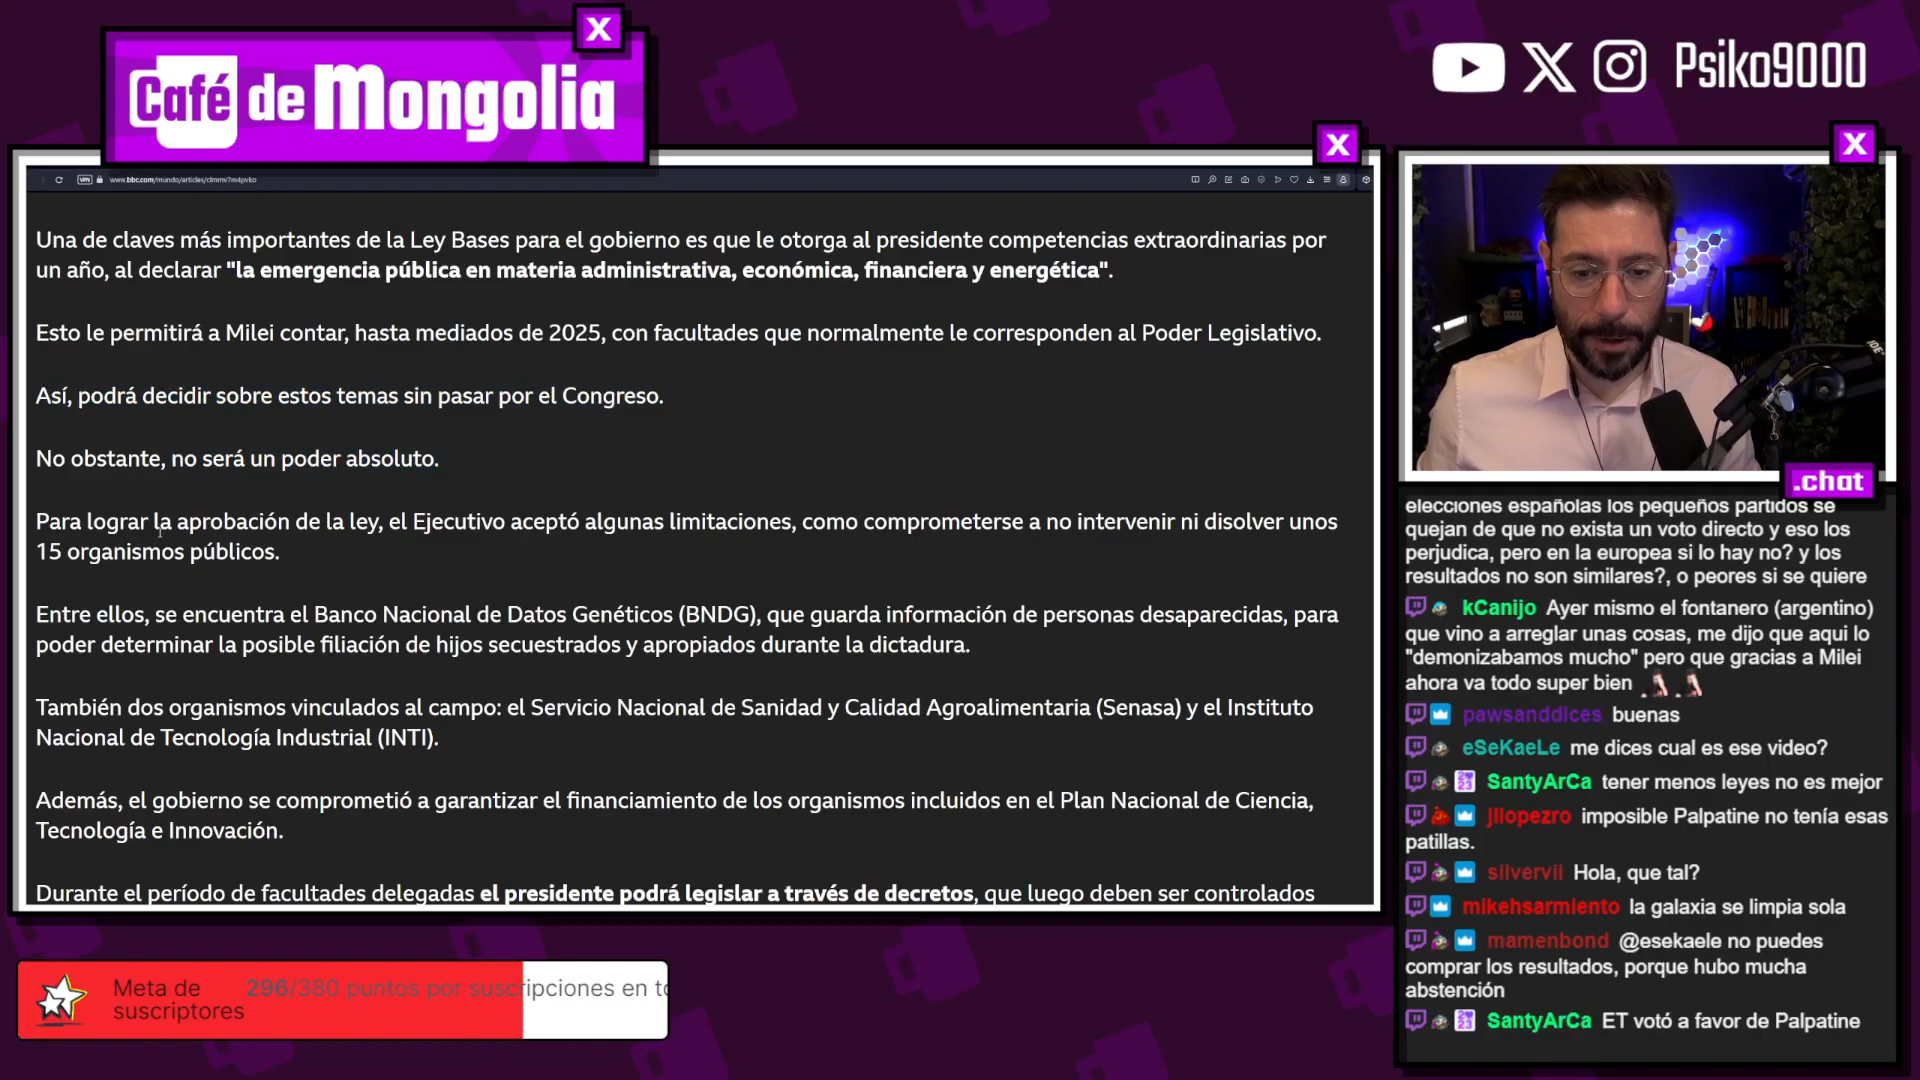 X
Café de Mongolia
Psiko9000
X
X
VPN www.bbc.com/mundo/articles/clmmv7m4pvko
Una de claves más importantes de la Ley Bases para el gobierno es que le otorga al presidente competencias extraordinarias por
un año, al declarar "la emergencia pública en materia administrativa, económica, financiera y energética".
Esto le permitirá a Milei contar, hasta mediados de 2025, con facultades que normalmente le corresponden al Poder Legislativo.
Así, podrá decidir sobre estos temas sin pasar por el Congreso.
No obstante, no será un poder absoluto.
Para lograr la aprobación de la ley, el Ejecutivo aceptó algunas limitaciones, como comprometerse a no intervenir ni disolver unos
15 organismos públicos.
Entre ellos, se encuentra el Banco Nacional de Datos Genéticos (BNDG), que guarda información de personas desaparecidas, para
poder determinar la posible filiación de hijos secuestrados y apropiados durante la dictadura.
También dos organismos vinculados al campo: el Servicio Nacional de Sanidad y Calidad Agroalimentaria (Senasa) y el Instituto
Nacional de Tecnología Industrial (INTI).
Además, el gobierno se comprometió a garantizar el financiamiento de los organismos incluidos en el Plan Nacional de Ciencia,
Tecnología e Innovación.
Durante el período de facultades delegadas el presidente podrá legislar a través de decretos, que luego deben ser controlados
.chat
elecciones españolas los pequeños partidos se
quejan de que no exista un voto directo y eso los
perjudica, pero en la europea si lo hay no? y los
resultados no son similares?, o peores si se quiere
kCanijo Ayer mismo el fontanero (argentino)
que vino a arreglar unas cosas, me dijo que aqui lo
"demonizabamos mucho" pero que gracias a Milei
ahora va todo super bien
pawsanddices buenas
eSeKaeLe me dices cual es ese video?
SantyArCa tener menos leyes no es mejor
jllopezro imposible Palpatine no tenía esas
patillas.
silvervii Hola, que tal?
mikehsarmiento la galaxia se limpia sola
mamenbond @esekaele no puedes
comprar los resultados, porque hubo mucha
abstención
SantyArCa ET votó a favor de Palpatine
Meta de
suscriptores
296/380 puntos por suscripciones en to